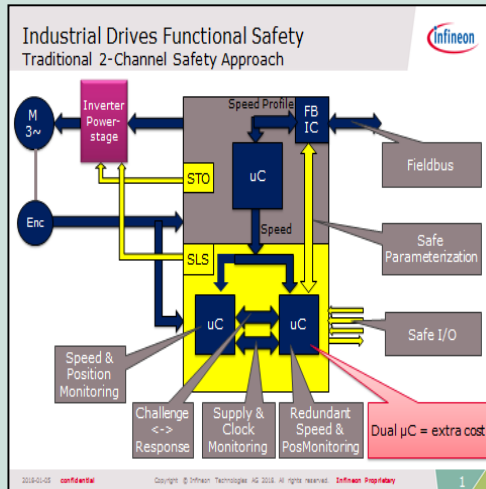 Industrial Drives Functional Safety
Traditional 2-Channel Safety Approach
infineon
M
3~
Inverter
Power-
stage
Speed Profile
FB
IC
Fieldbus
STO
uC
Enc
Speed
Safe
Parameterization
SLS
uC
uC
Safe I/O
Speed &
Position
Monitoring
Challenge
<->
Response
Supply &
Clock
Monitoring
Redundant
Speed &
PosMonitoring
Dual µC = extra cost
confidential
Copyright © Infineon Technologies AG 2018. All rights reserved.
Infineon Proprietary
1